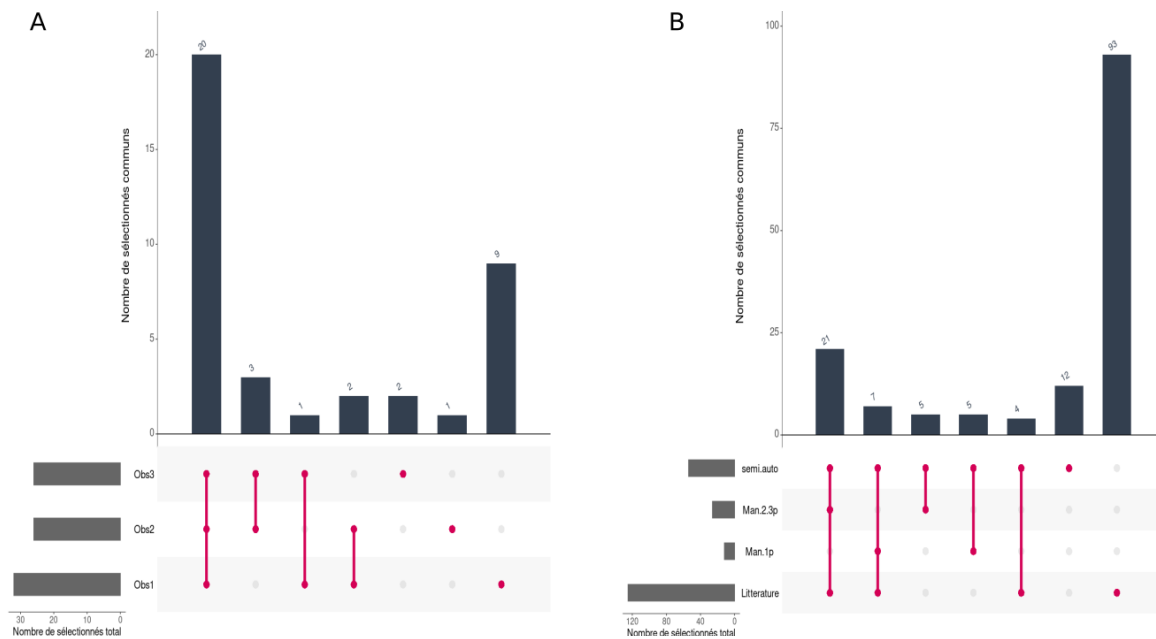 A
Nombre de sélectionnés communs
20
15
10
5
0
20
3
1
2
2
1
9
Obs3
Obs2
Obs1
30 20 10 0
Nombre de sélectionnés total
B
Nombre de sélectionnés communs
100
75
50
25
0
21
7
5
5
4
12
93
semi.auto
Man.2.3p
Man.1p
Litterature
120 80 40 0
Nombre de sélectionnés total